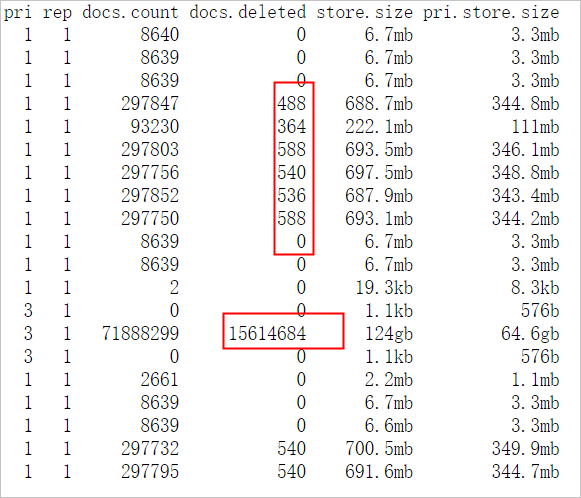 pri rep docs.count docs.deleted store.size pri.store.size
1 1 8640 0 6.7mb 3.3mb
1 1 8639 0 6.7mb 3.3mb
1 1 8639 0 6.7mb 3.3mb
1 1 297847 488 688.7mb 344.8mb
1 1 93230 364 222.1mb 111mb
1 1 297803 588 693.5mb 346.1mb
1 1 297756 540 697.5mb 348.8mb
1 1 297852 536 687.9mb 343.4mb
1 1 297750 588 693.1mb 344.2mb
1 1 8639 0 6.7mb 3.3mb
1 1 8639 0 6.7mb 3.3mb
1 1 2 0 19.3kb 8.3kb
3 1 0 0 1.1kb 576b
3 1 71888299 15614684 124gb 64.6gb
3 1 0 0 1.1kb 576b
1 1 2661 0 2.2mb 1.1mb
1 1 8639 0 6.7mb 3.3mb
1 1 8639 0 6.6mb 3.3mb
1 1 297732 540 700.5mb 349.9mb
1 1 297795 540 691.6mb 344.7mb